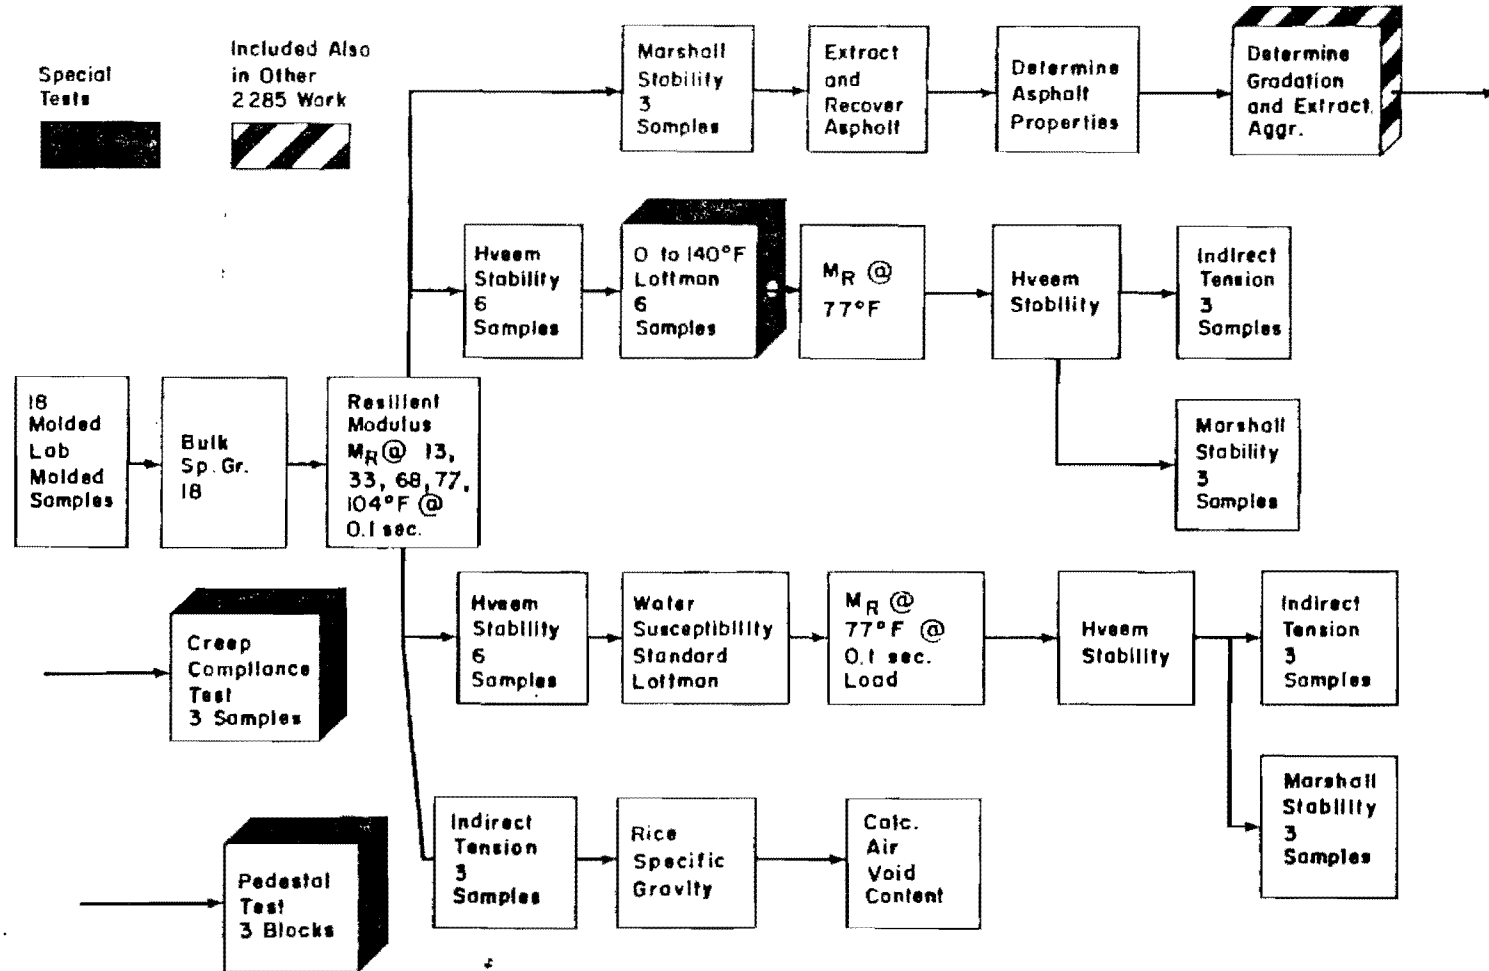 Special
Tests
Included Also
in Other
2285 Work
Marshall
Stability
3
Samples
Extract
and
Recover
Asphalt
Determine
Asphalt
Properties
Determine
Gradation
and Extract.
Aggr.
Hveem
Stability
6
Samples
0 to 140°F
Lottman
6
Samples
MR @
77°F
Hveem
Stability
Indirect
Tension
3
Samples
Marshall
Stability
3
Samples
18
Molded
Lab
Molded
Samples
Bulk
Sp. Gr.
18
Resilient
Modulus
MR @ 13,
33, 68, 77,
104°F @
0.1 sec.
Creep
Compliance
Test
3 Samples
Hveem
Stability
6
Samples
Water
Susceptibility
Standard
Lottman
MR @
77°F @
0.1 sec.
Load
Hveem
Stability
Indirect
Tension
3
Samples
Marshall
Stability
3
Samples
Pedestal
Test
3 Blocks
Indirect
Tension
3
Samples
Rice
Specific
Gravity
Calc.
Air
Void
Content